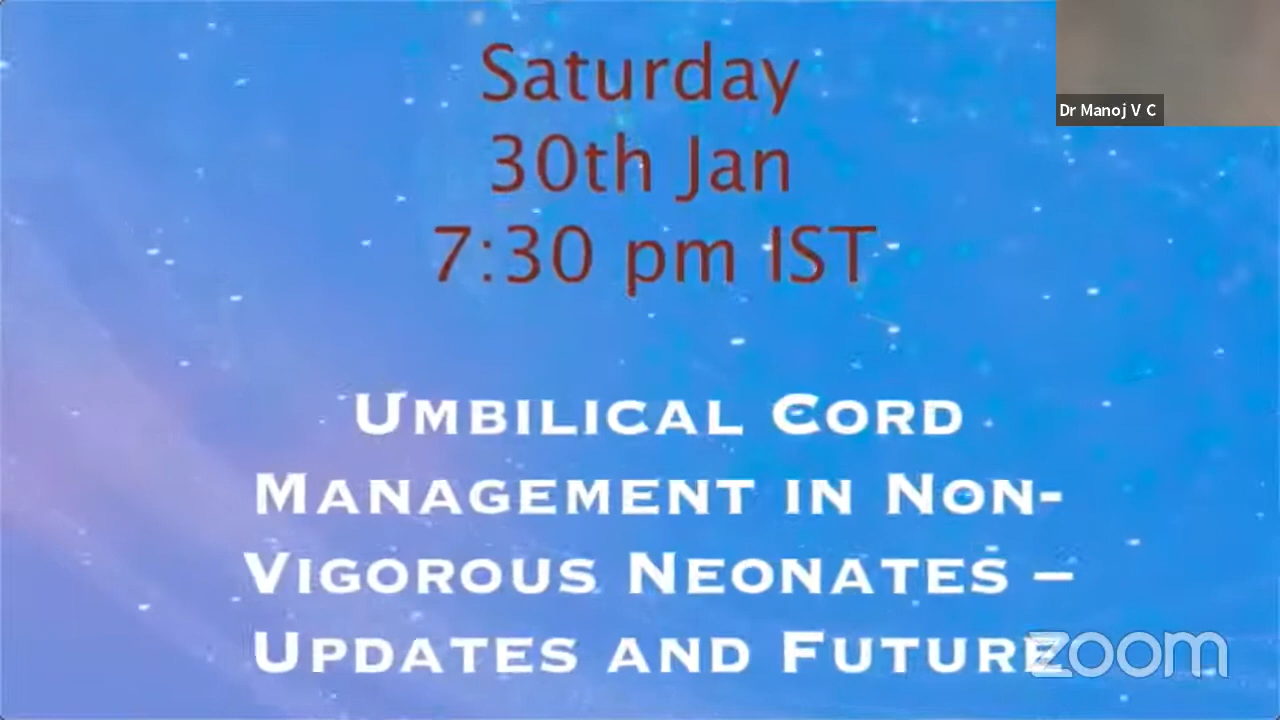 Saturday
30th Jan
7:30 pm IST
Dr Manoj V C
UMBILICAL CORD
MANAGEMENT IN NON-
VIGOROUS NEONATES –
UPDATES AND FUTURE
zoom